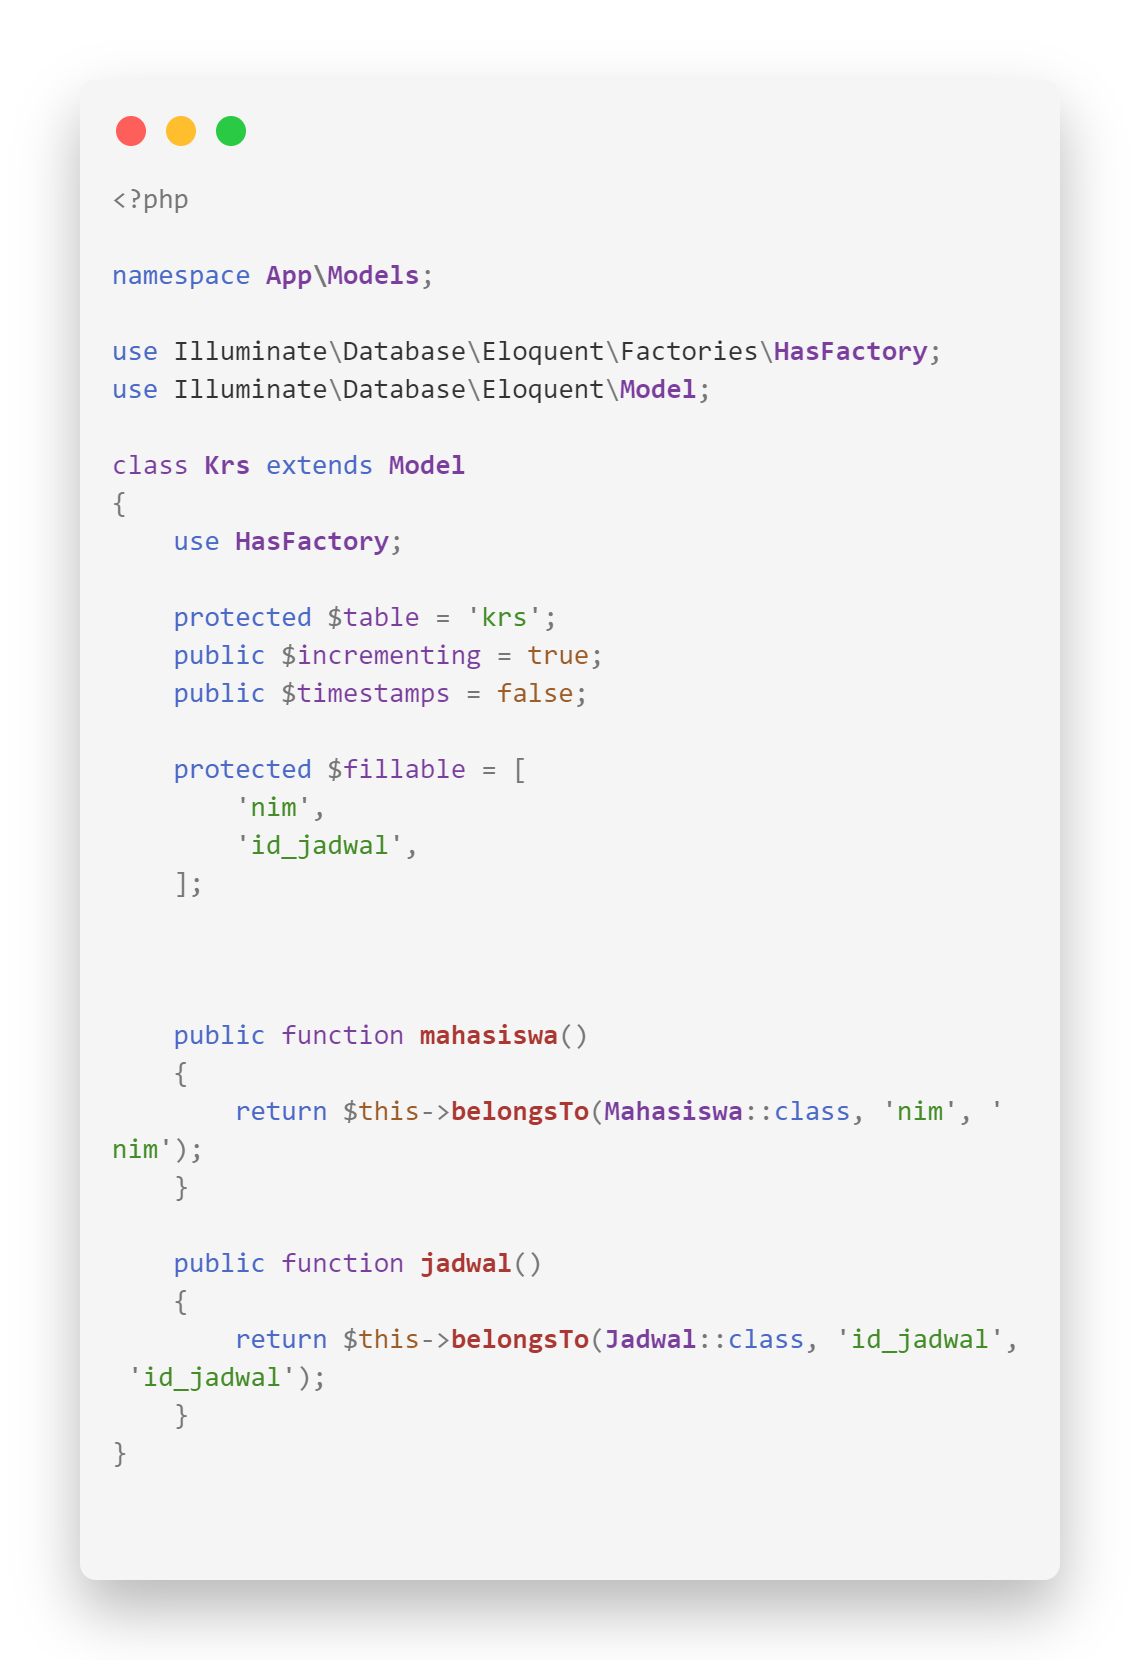 <?php

namespace App\Models;

use Illuminate\Database\Eloquent\Factories\HasFactory;
use Illuminate\Database\Eloquent\Model;

class Krs extends Model
{
    use HasFactory;

    protected $table = 'krs';
    public $incrementing = true;
    public $timestamps = false;

    protected $fillable = [
        'nim',
        'id_jadwal',
    ];

    public function mahasiswa()
    {
        return $this->belongsTo(Mahasiswa::class, 'nim', '
nim');
    }

    public function jadwal()
    {
        return $this->belongsTo(Jadwal::class, 'id_jadwal',
 'id_jadwal');
    }
}